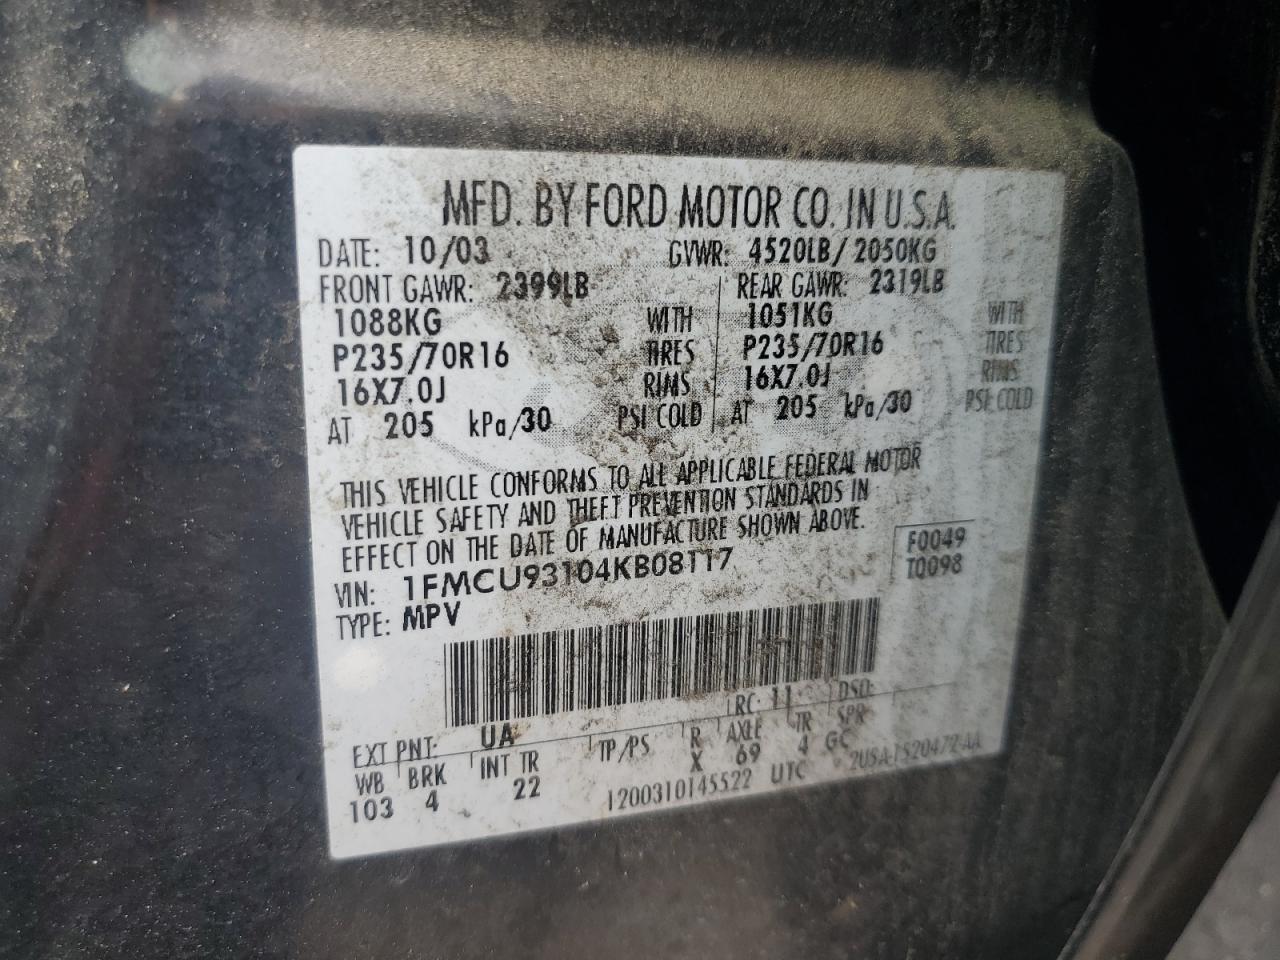 MFD. BY FORD MOTOR CO. IN U.S.A.
DATE: 10/03 GVWR: 4520LB/ 2050KG
FRONT GAWR: 2399LB REAR GAWR: 2319LB
1088KG WITH 1051KG WITH
P235/70R16 TIRES P235/70R16 TIRES
16X7.0J RIMS 16X7.0J RIMS
AT 205 kPa/30 PSI COLD AT 205 kPa/30 PSI COLD
THIS VEHICLE CONFORMS TO ALL APPLICABLE FEDERAL MOTOR
VEHICLE SAFETY AND THEFT PREVENTION STANDARDS IN
EFFECT ON THE DATE OF MANUFACTURE SHOWN ABOVE.
F0049
VIN: 1FMCU93104KB08117 T0098
TYPE: MPV
EXT PNT: UA RC: 11 DSO:
WB BRK INT TR TP/PS R AXLE TR SPR
103 4 22 X 69 4 GC
1200310145522 UTC